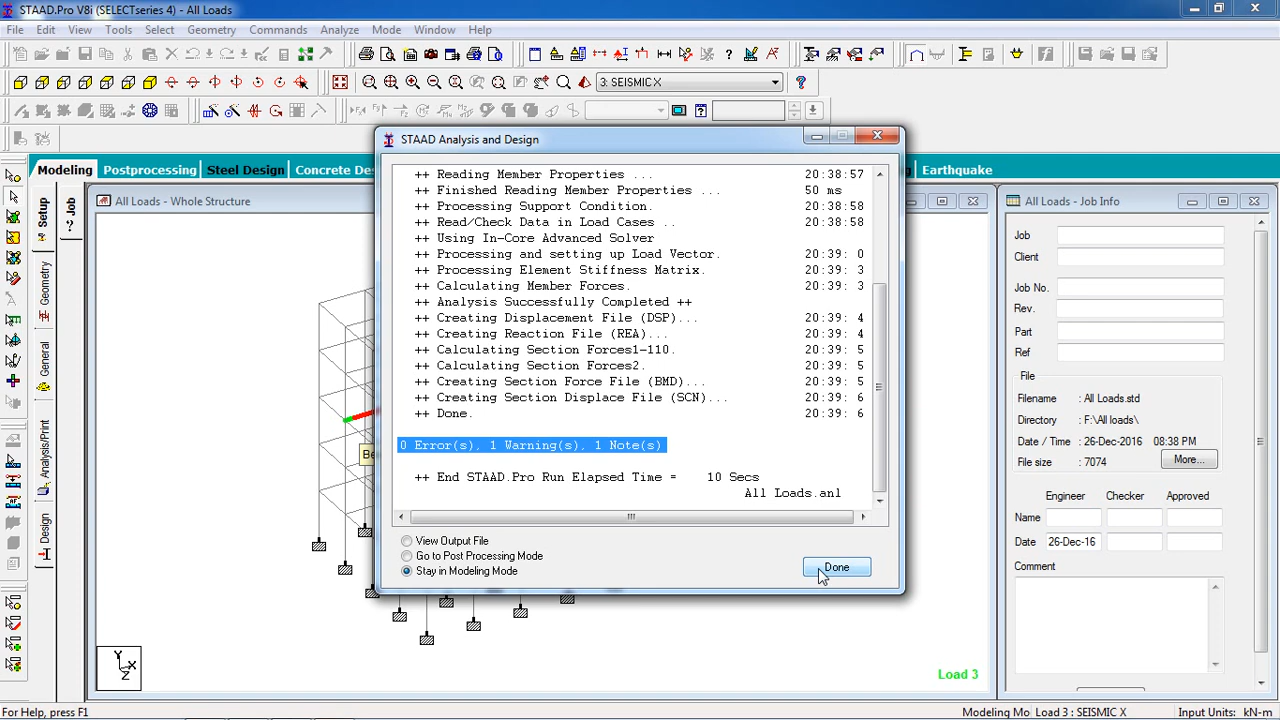 STAAD.Pro V8i (SELECTseries 4) - All Loads
File Edit View Tools Select Geometry Commands Analyze Mode Window Help
3: SEISMIC X
Modeling Postprocessing Steel Design Concrete De Earthquake
All Loads - Whole Structure
STAAD Analysis and Design
++ Reading Member Properties ... 20:38:57
++ Finished Reading Member Properties ... 50 ms
++ Processing Support Condition. 20:38:58
++ Read/Check Data in Load Cases .. 20:38:58
++ Using In-Core Advanced Solver
++ Processing and setting up Load Vector. 20:39: 0
++ Processing Element Stiffness Matrix. 20:39: 3
++ Calculating Member Forces. 20:39: 3
++ Analysis Successfully Completed ++
++ Creating Displacement File (DSP)... 20:39: 4
++ Creating Reaction File (REA)... 20:39: 4
++ Calculating Section Forces1-110. 20:39: 5
++ Calculating Section Forces2. 20:39: 5
++ Creating Section Force File (BMD)... 20:39: 5
++ Creating Section Displace File (SCN)... 20:39: 6
++ Done. 20:39: 6
0 Error(s), 1 Warning(s), 1 Note(s)
++ End STAAD.Pro Run Elapsed Time = 10 Secs
All Loads.anl
View Output File
Go to Post Processing Mode
Stay in Modeling Mode
Done
Setup
Job
Geometry
General
Analysis/Print
Design
Be
Y
X
Z
Load 3
All Loads - Job Info
Job
Client
Job No.
Rev.
Part
Ref
File
Filename : All Loads.std
Directory : F:\All loads\
Date / Time : 26-Dec-2016 08:38 PM
File size : 7074 More...
Engineer Checker Approved
Name
Date 26-Dec-16
Comment
For Help, press F1
Modeling Mo Load 3 : SEISMIC X Input Units: kN-m